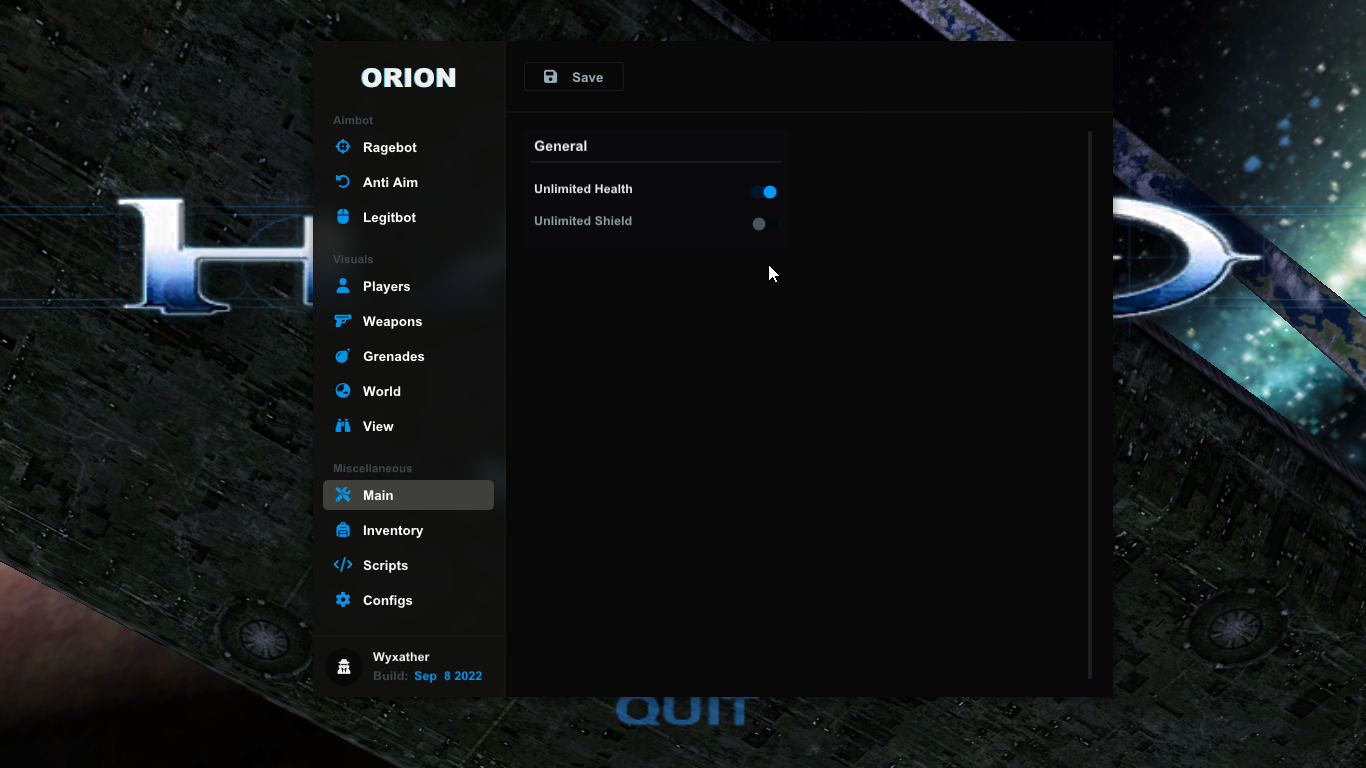 ORION
Aimbot
Ragebot
Anti Aim
Legitbot
Visuals
Players
Weapons
Grenades
World
View
Miscellaneous
Main
Inventory
Scripts
Configs
Wyxather
Build: Sep 8 2022
Save
General
Unlimited Health
Unlimited Shield
H
O
QUIT